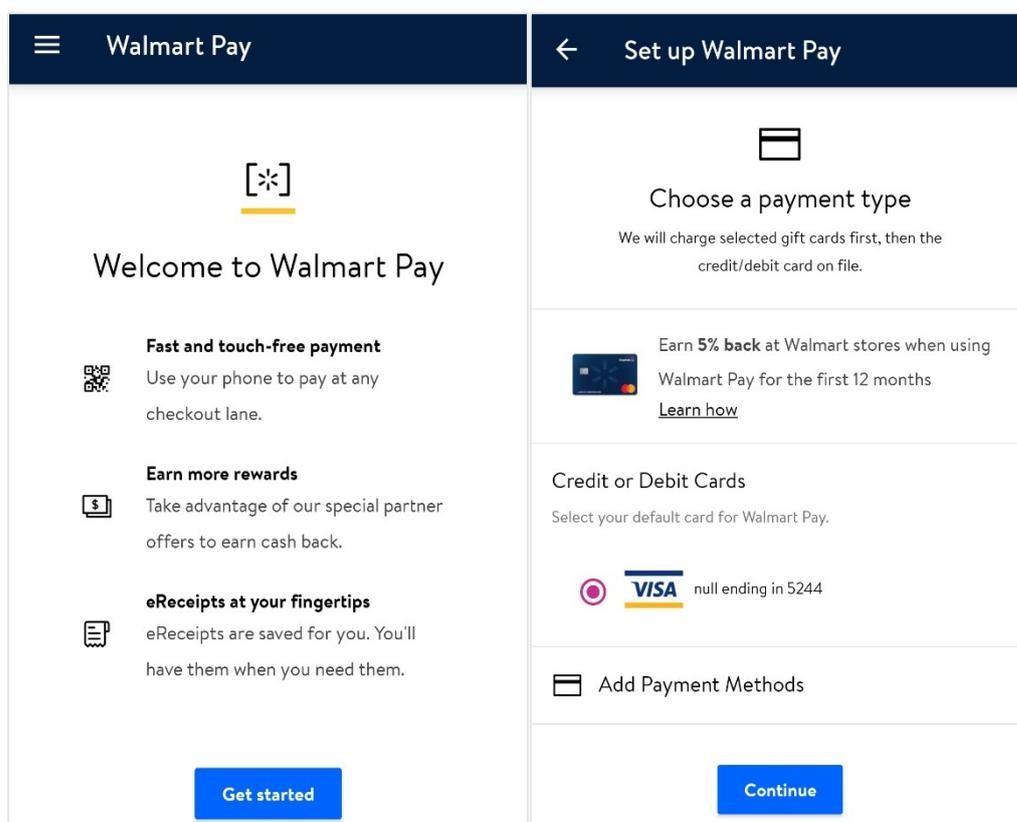 Walmart Pay
Welcome to Walmart Pay
Fast and touch-free payment
Use your phone to pay at any
checkout lane.
Earn more rewards
Take advantage of our special partner
offers to earn cash back.
eReceipts at your fingertips
eReceipts are saved for you. You'll
have them when you need them.
Get started
Set up Walmart Pay
Choose a payment type
We will charge selected gift cards first, then the
credit/debit card on file.
Earn 5% back at Walmart stores when using
Walmart Pay for the first 12 months
Learn how
Credit or Debit Cards
Select your default card for Walmart Pay.
VISA null ending in 5244
Add Payment Methods
Continue